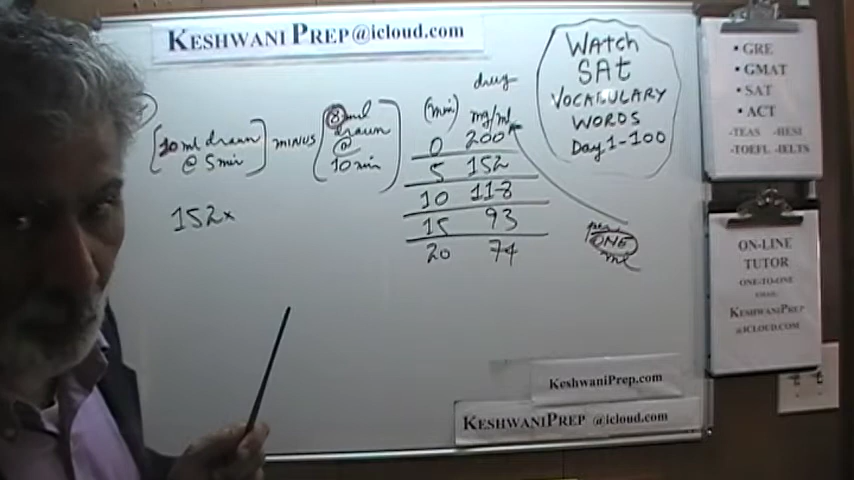 KESHWANIPREP@iCloud.com
[10 ml drawn @ 5 min] MINUS [8 ml drawn @ 10 min]
152x
(min) drug mg/ml
0 200
5 152
10 118
15 93
20 74
per
ONE
ml
WATCH
SAT
VOCABULARY
WORDS
Day 1-100
• GRE
• GMAT
• SAT
• ACT
-TEAS -HESI
-TOEFL -IELTS
ON-LINE
TUTOR
ONE-TO-ONE
KESHWANIPREP
@iCLOUD.COM
KeshwaniPrep.com
KESHWANIPREP @icloud.com